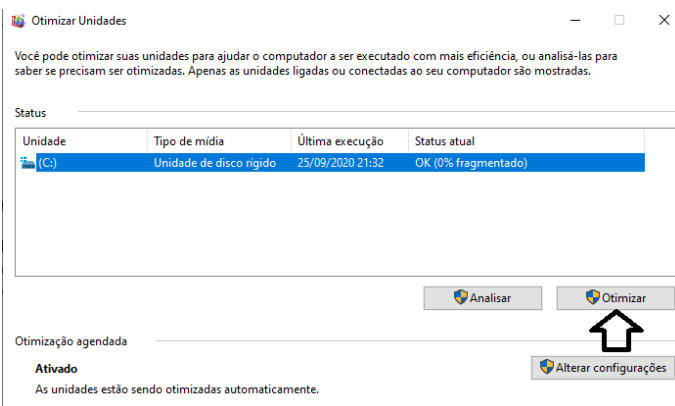 Otimizar Unidades
Você pode otimizar suas unidades para ajudar o computador a ser executado com mais eficiência, ou analisá-las para
saber se precisam ser otimizadas. Apenas as unidades ligadas ou conectadas ao seu computador são mostradas.
Status
Unidade Tipo de mídia Última execução Status atual
(C:) Unidade de disco rígido 25/09/2020 21:32 OK (0% fragmentado)
Analisar Otimizar
Otimização agendada
Ativado Alterar configurações
As unidades estão sendo otimizadas automaticamente.